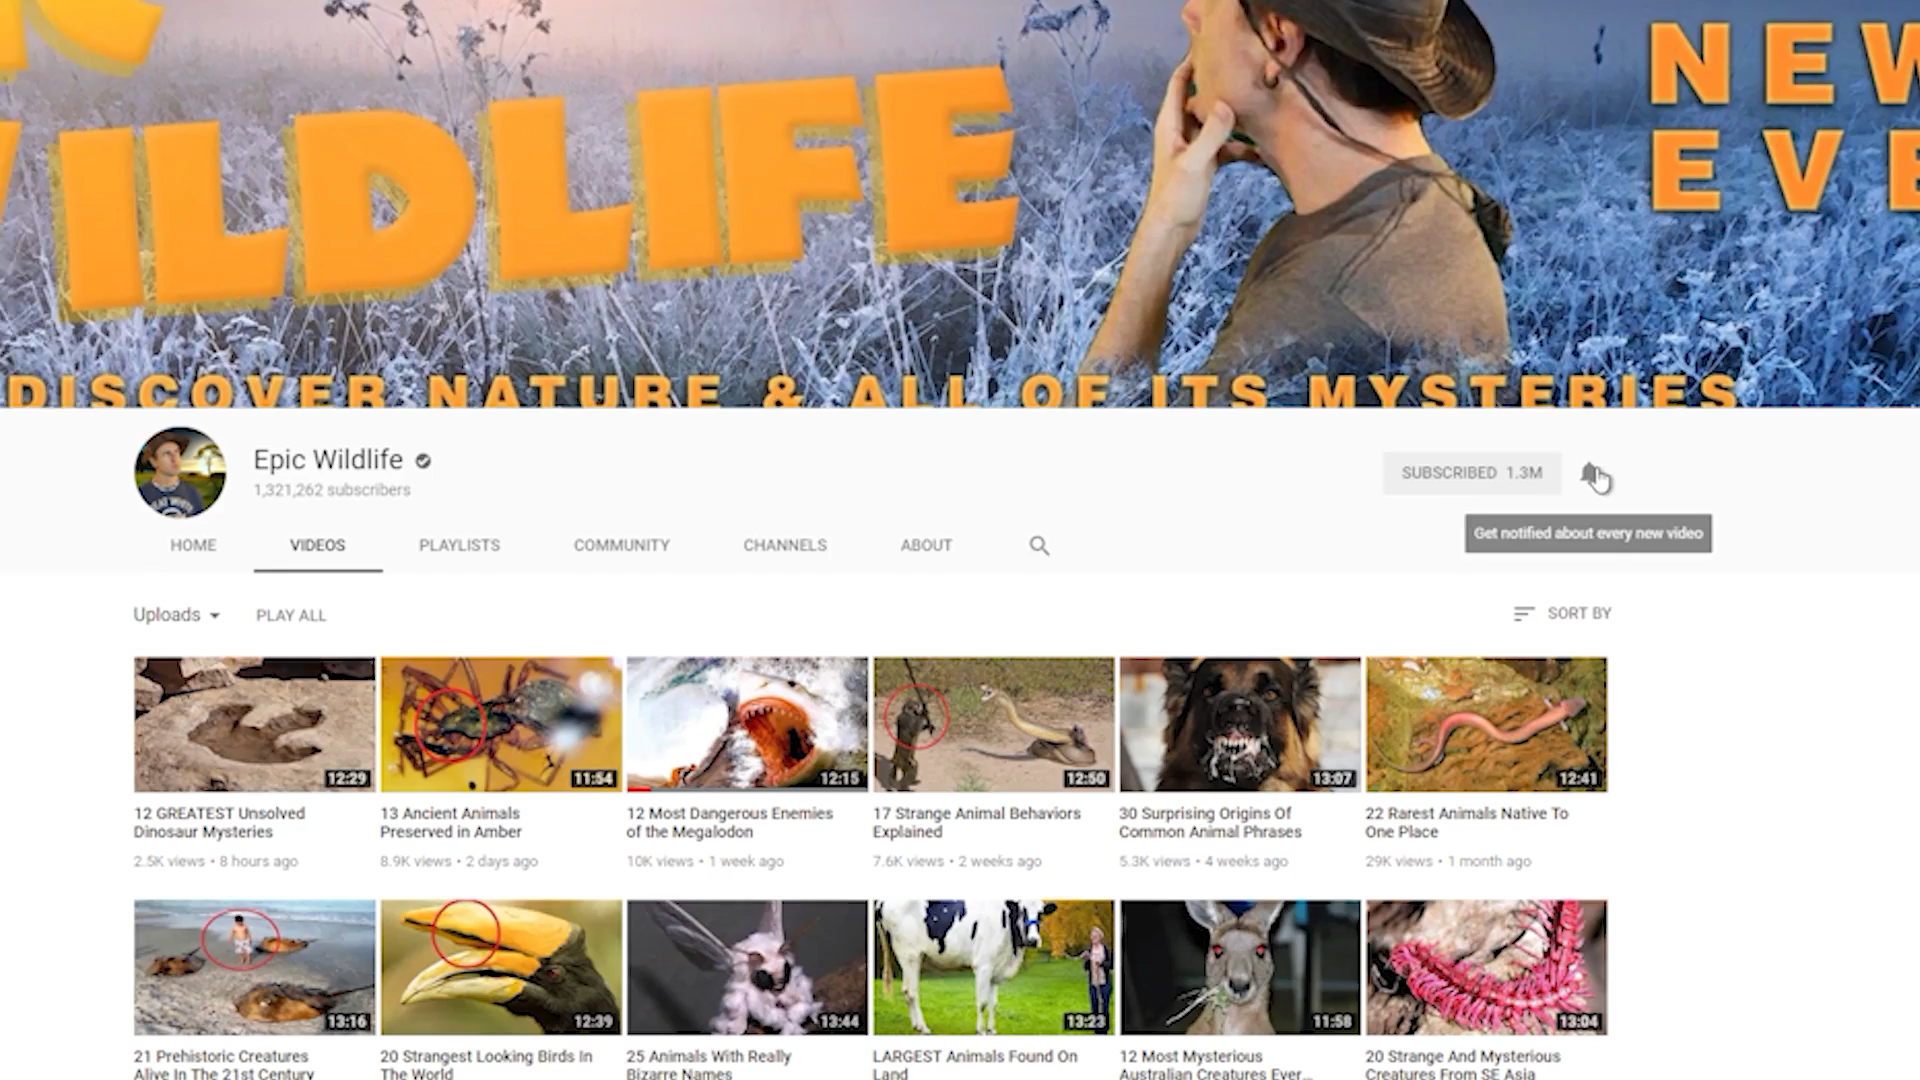 WILDLIFE
NEW
EVE
DISCOVER NATURE & ALL OF ITS MYSTERIES
Epic Wildlife
1,321,262 subscribers
SUBSCRIBED 1.3M
Get notified about every new video
HOME VIDEOS PLAYLISTS COMMUNITY CHANNELS ABOUT
Uploads PLAY ALL SORT BY
12:29 11:54 12:15 12:50 13:07 12:41
12 GREATEST Unsolved
Dinosaur Mysteries
2.5K views • 8 hours ago
13 Ancient Animals
Preserved in Amber
8.9K views • 2 days ago
12 Most Dangerous Enemies
of the Megalodon
10K views • 1 week ago
17 Strange Animal Behaviors
Explained
7.6K views • 2 weeks ago
30 Surprising Origins Of
Common Animal Phrases
5.3K views • 4 weeks ago
22 Rarest Animals Native To
One Place
29K views • 1 month ago
13:16 12:39 13:44 13:23 11:58 13:04
21 Prehistoric Creatures
Alive In The 21st Century
20 Strangest Looking Birds In
The World
25 Animals With Really
Bizarre Names
LARGEST Animals Found On
Land
12 Most Mysterious
Australian Creatures Ever...
20 Strange And Mysterious
Creatures From SE Asia